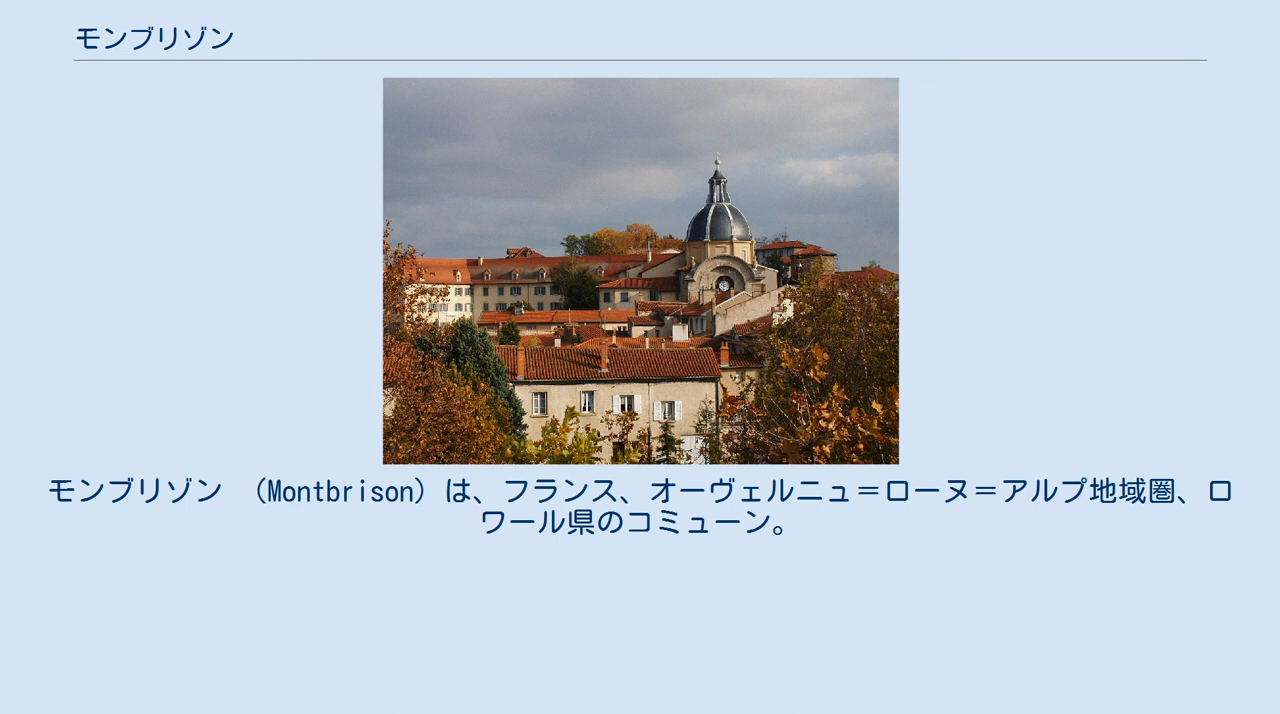 モンブリゾン
モンブリゾン （Montbrison）は、フランス、オーヴェルニュ＝ローヌ＝アルプ地域圏、ロ
ワール県のコミューン。